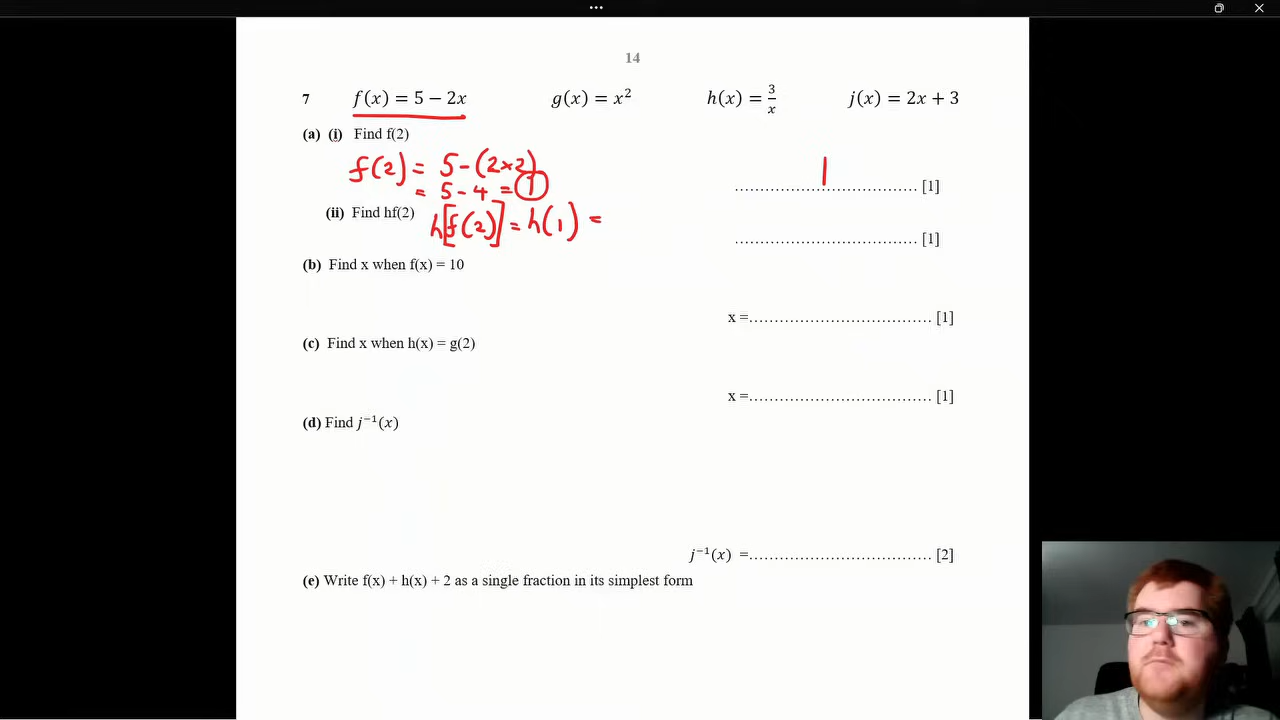 14
7 f(x) = 5 − 2x g(x) = x² h(x) = 3/x j(x) = 2x + 3
(a) (i) Find f(2)
f(2) = 5 - (2×2)
= 5 - 4 = 1
1
........................................ [1]
(ii) Find hf(2)
h[f(2)] = h(1) =
........................................ [1]
(b) Find x when f(x) = 10
x =........................................ [1]
(c) Find x when h(x) = g(2)
x =........................................ [1]
(d) Find j⁻¹(x)
j⁻¹(x) =........................................ [2]
(e) Write f(x) + h(x) + 2 as a single fraction in its simplest form